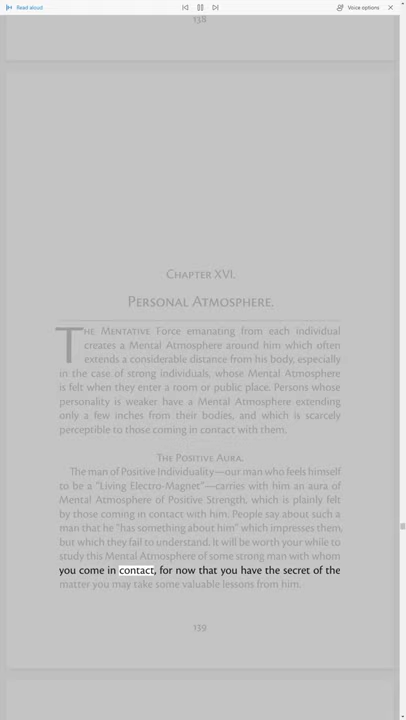 Read aloud
Voice options
138
CHAPTER XVI.
PERSONAL ATMOSPHERE.
THE MENTATIVE Force emanating from each individual
creates a Mental Atmosphere around him which often
extends a considerable distance from his body, especially
in the case of strong individuals, whose Mental Atmosphere
is felt when they enter a room or public place. Persons whose
personality is weaker have a Mental Atmosphere extending
only a few inches from their bodies, and which is scarcely
perceptible to those coming in contact with them.
THE POSITIVE AURA.
The man of Positive Individuality—our man who feels himself
to be a "Living Electro-Magnet"—carries with him an aura of
Mental Atmosphere of Positive Strength, which is plainly felt
by those coming in contact with him. People say about such a
man that he "has something about him" which impresses them,
but which they fail to understand. It will be worth your while to
study this Mental Atmosphere of some strong man with whom
you come in contact, for now that you have the secret of the
matter you may take some valuable lessons from him.
139